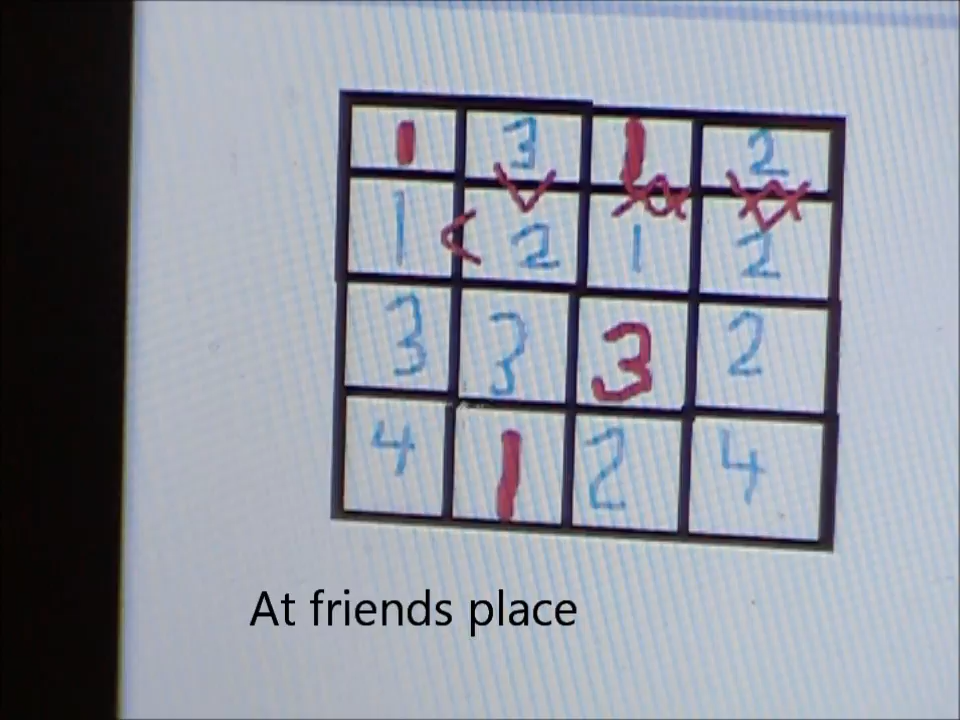 1 3 1 2
1 < 2 1 2
3 3 3 2
4 1 2 4
At friends place